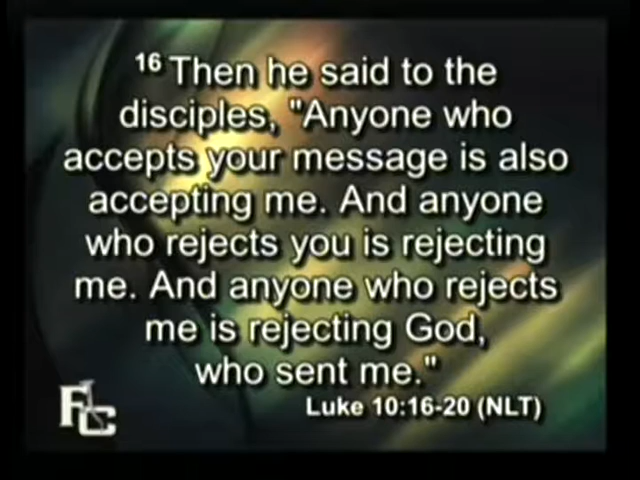 16 Then he said to the
disciples, "Anyone who
accepts your message is also
accepting me. And anyone
who rejects you is rejecting
me. And anyone who rejects
me is rejecting God,
who sent me."
Luke 10:16-20 (NLT)
FLC